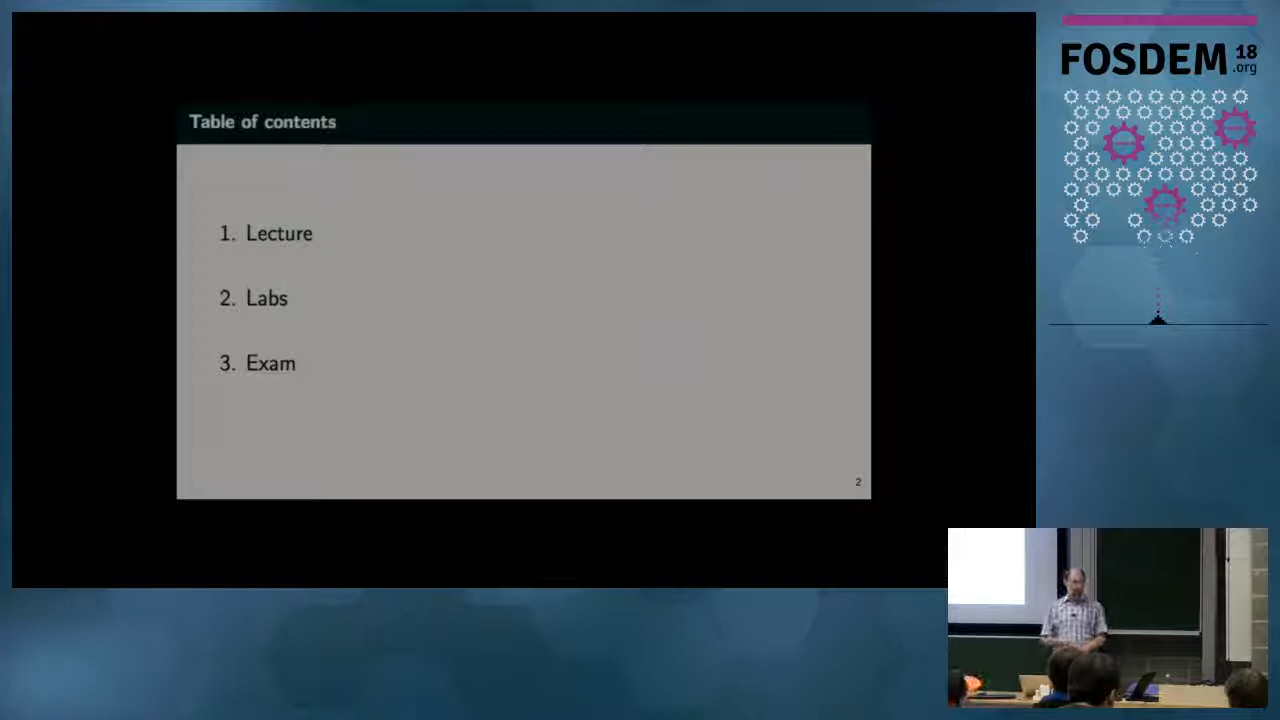 FOSDEM 18
.org
Table of contents
1. Lecture
2. Labs
3. Exam
2